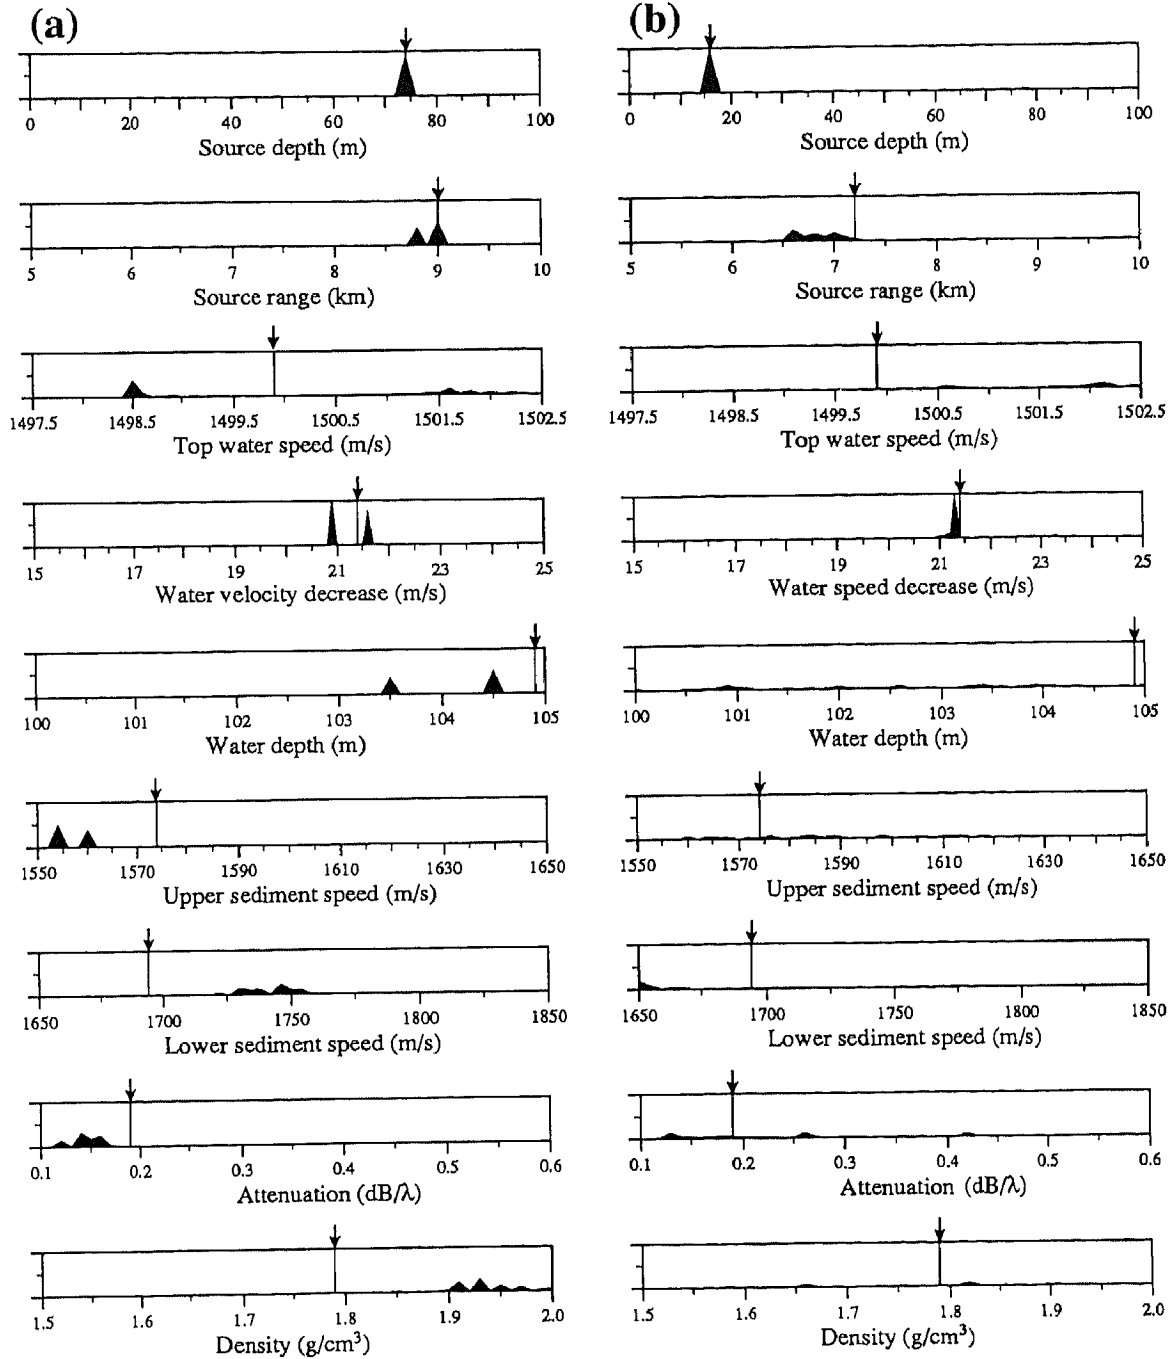 (a)
0 20 40 60 80 100
Source depth (m)
5 6 7 8 9 10
Source range (km)
1497.5 1498.5 1499.5 1500.5 1501.5 1502.5
Top water speed (m/s)
15 17 19 21 23 25
Water velocity decrease (m/s)
100 101 102 103 104 105
Water depth (m)
1550 1570 1590 1610 1630 1650
Upper sediment speed (m/s)
1650 1700 1750 1800 1850
Lower sediment speed (m/s)
0.1 0.2 0.3 0.4 0.5 0.6
Attenuation (dB/λ)
1.5 1.6 1.7 1.8 1.9 2.0
Density (g/cm³)
(b)
0 20 40 60 80 100
Source depth (m)
5 6 7 8 9 10
Source range (km)
1497.5 1498.5 1499.5 1500.5 1501.5 1502.5
Top water speed (m/s)
15 17 19 21 23 25
Water speed decrease (m/s)
100 101 102 103 104 105
Water depth (m)
1550 1570 1590 1610 1630 1650
Upper sediment speed (m/s)
1650 1700 1750 1800 1850
Lower sediment speed (m/s)
0.1 0.2 0.3 0.4 0.5 0.6
Attenuation (dB/λ)
1.5 1.6 1.7 1.8 1.9 2.0
Density (g/cm³)